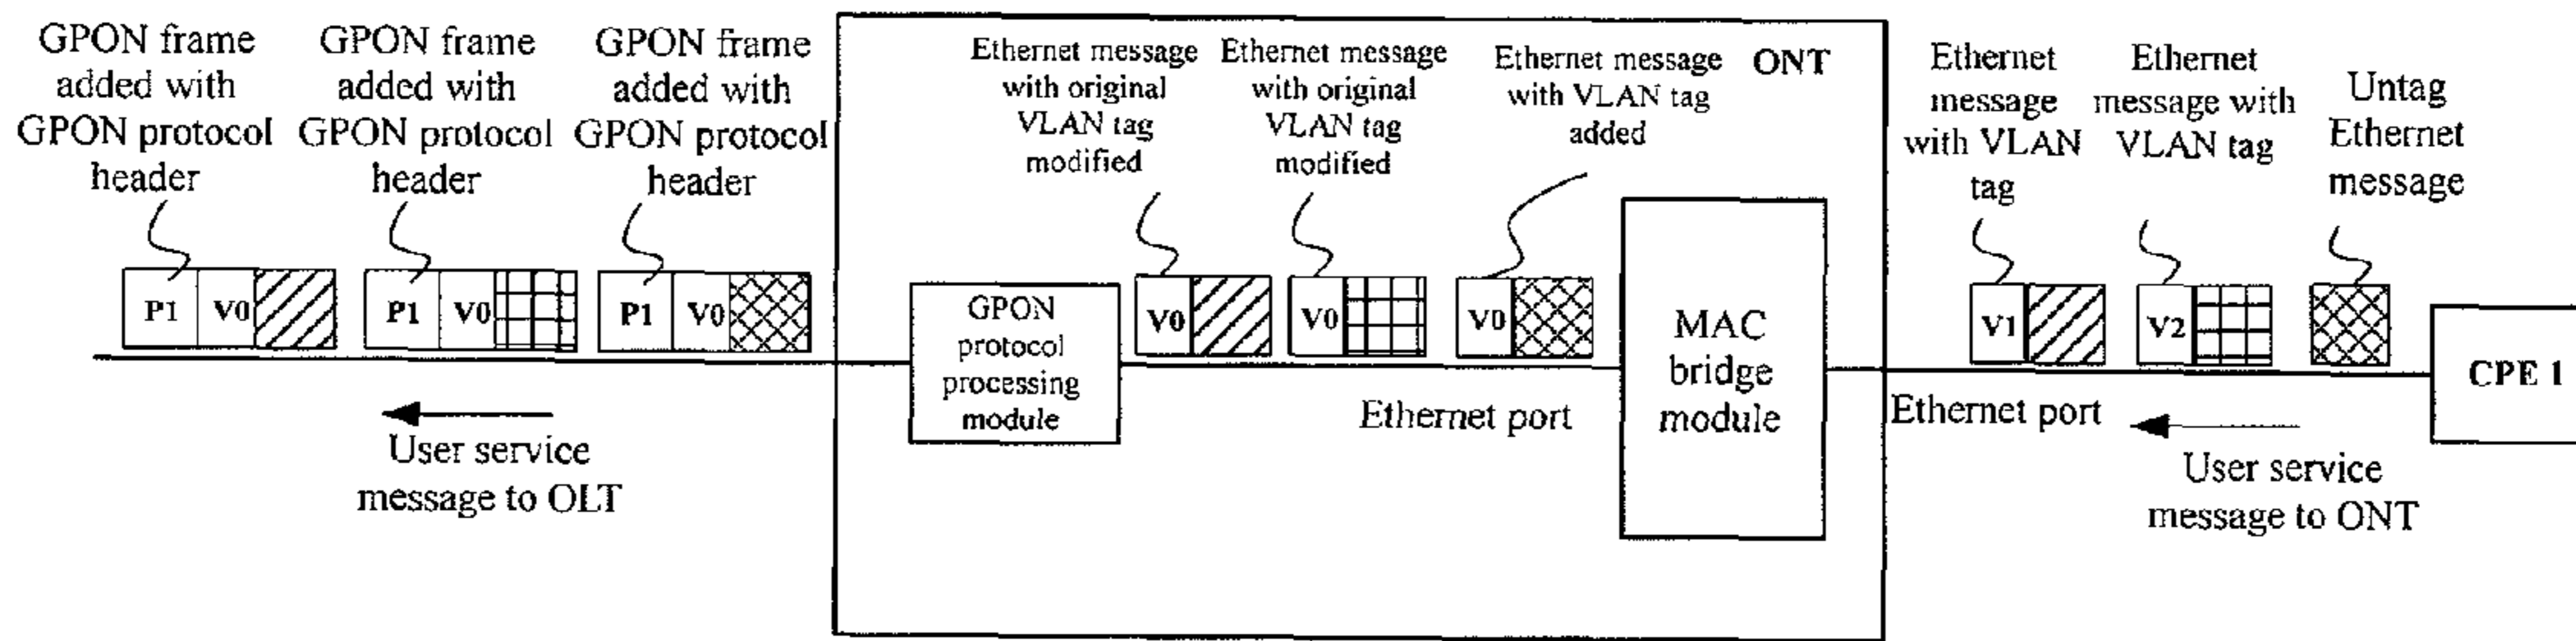 GPON frame
added with
GPON protocol
header
GPON frame
added with
GPON protocol
header
GPON frame
added with
GPON protocol
header
Ethernet message
with original
VLAN tag
modified
Ethernet message
with original
VLAN tag
modified
Ethernet message
with VLAN tag
added
ONT
Ethernet
message
with VLAN
tag
Ethernet
message with
VLAN tag
Untag
Ethernet
message
P1 V0
P1 V0
P1 V0
GPON
protocol
processing
module
V0
V0
V0
MAC
bridge
module
V1
V2
CPE 1
Ethernet port
Ethernet port
User service
message to OLT
User service
message to ONT